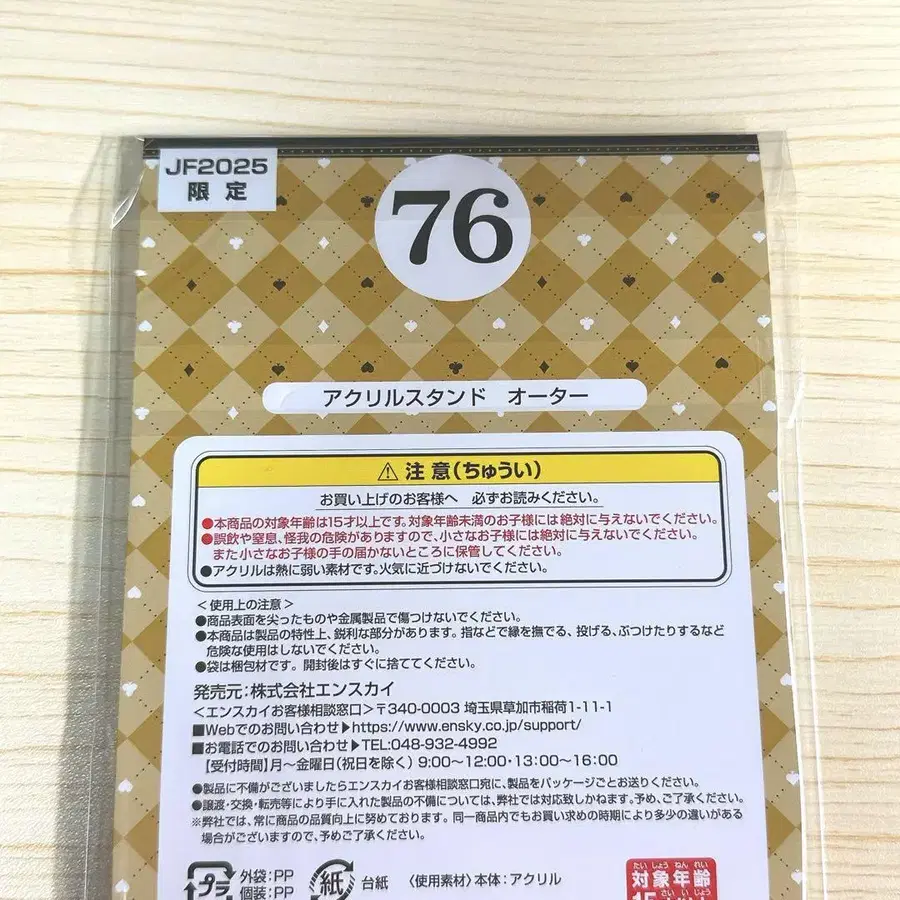 JF2025
限定
76
アクリルスタンド オーター
⚠ 注意(ちゅうい)
お買い上げのお客様へ 必ずお読みください。
●本商品の対象年齢は15才以上です。対象年齢未満のお子様には絶対に与えないでください。
●誤飲や窒息、怪我の危険がありますので、小さなお子様には絶対に与えないでください。
また小さなお子様の手の届かないところに保管してください。
●アクリルは熱に弱い素材です。火気に近づけないでください。
<使用上の注意>
●商品表面を尖ったものや金属製品で傷つけないでください。
●本商品は製品の特性上、鋭利な部分があります。指などで縁を撫でる、投げる、ぶつけたりするなど
危険な使用はしないでください。
●袋は梱包材です。開封後はすぐに捨ててください。
発売元:株式会社エンスカイ
<エンスカイお客様相談窓口>〒340-0003 埼玉県草加市稲荷1-11-1
■Webでのお問い合わせ▶https://www.ensky.co.jp/support/
■お電話でのお問い合わせ▶TEL:048-932-4992
【受付時間】月〜金曜日(祝日を除く) 9:00〜12:00・13:00〜16:00
●製品に不備がございましたらエンスカイお客様相談窓口宛に、製品をパッケージごとお送りください。
●譲渡・交換・転売等により手に入れた製品の不備については、弊社では対応致しかねます。予め、ご了承ください。
※弊社では、常に商品の品質向上に努めております。同一商品内でもお買い求めの時期により多少の違いがある
場合がございますので、予めご了承ください。
プラ 外袋:PP
個装:PP
紙 台紙
〈使用素材〉本体:アクリル
たいしょうねんれい
対象年齢
さいいじょう
15才以上